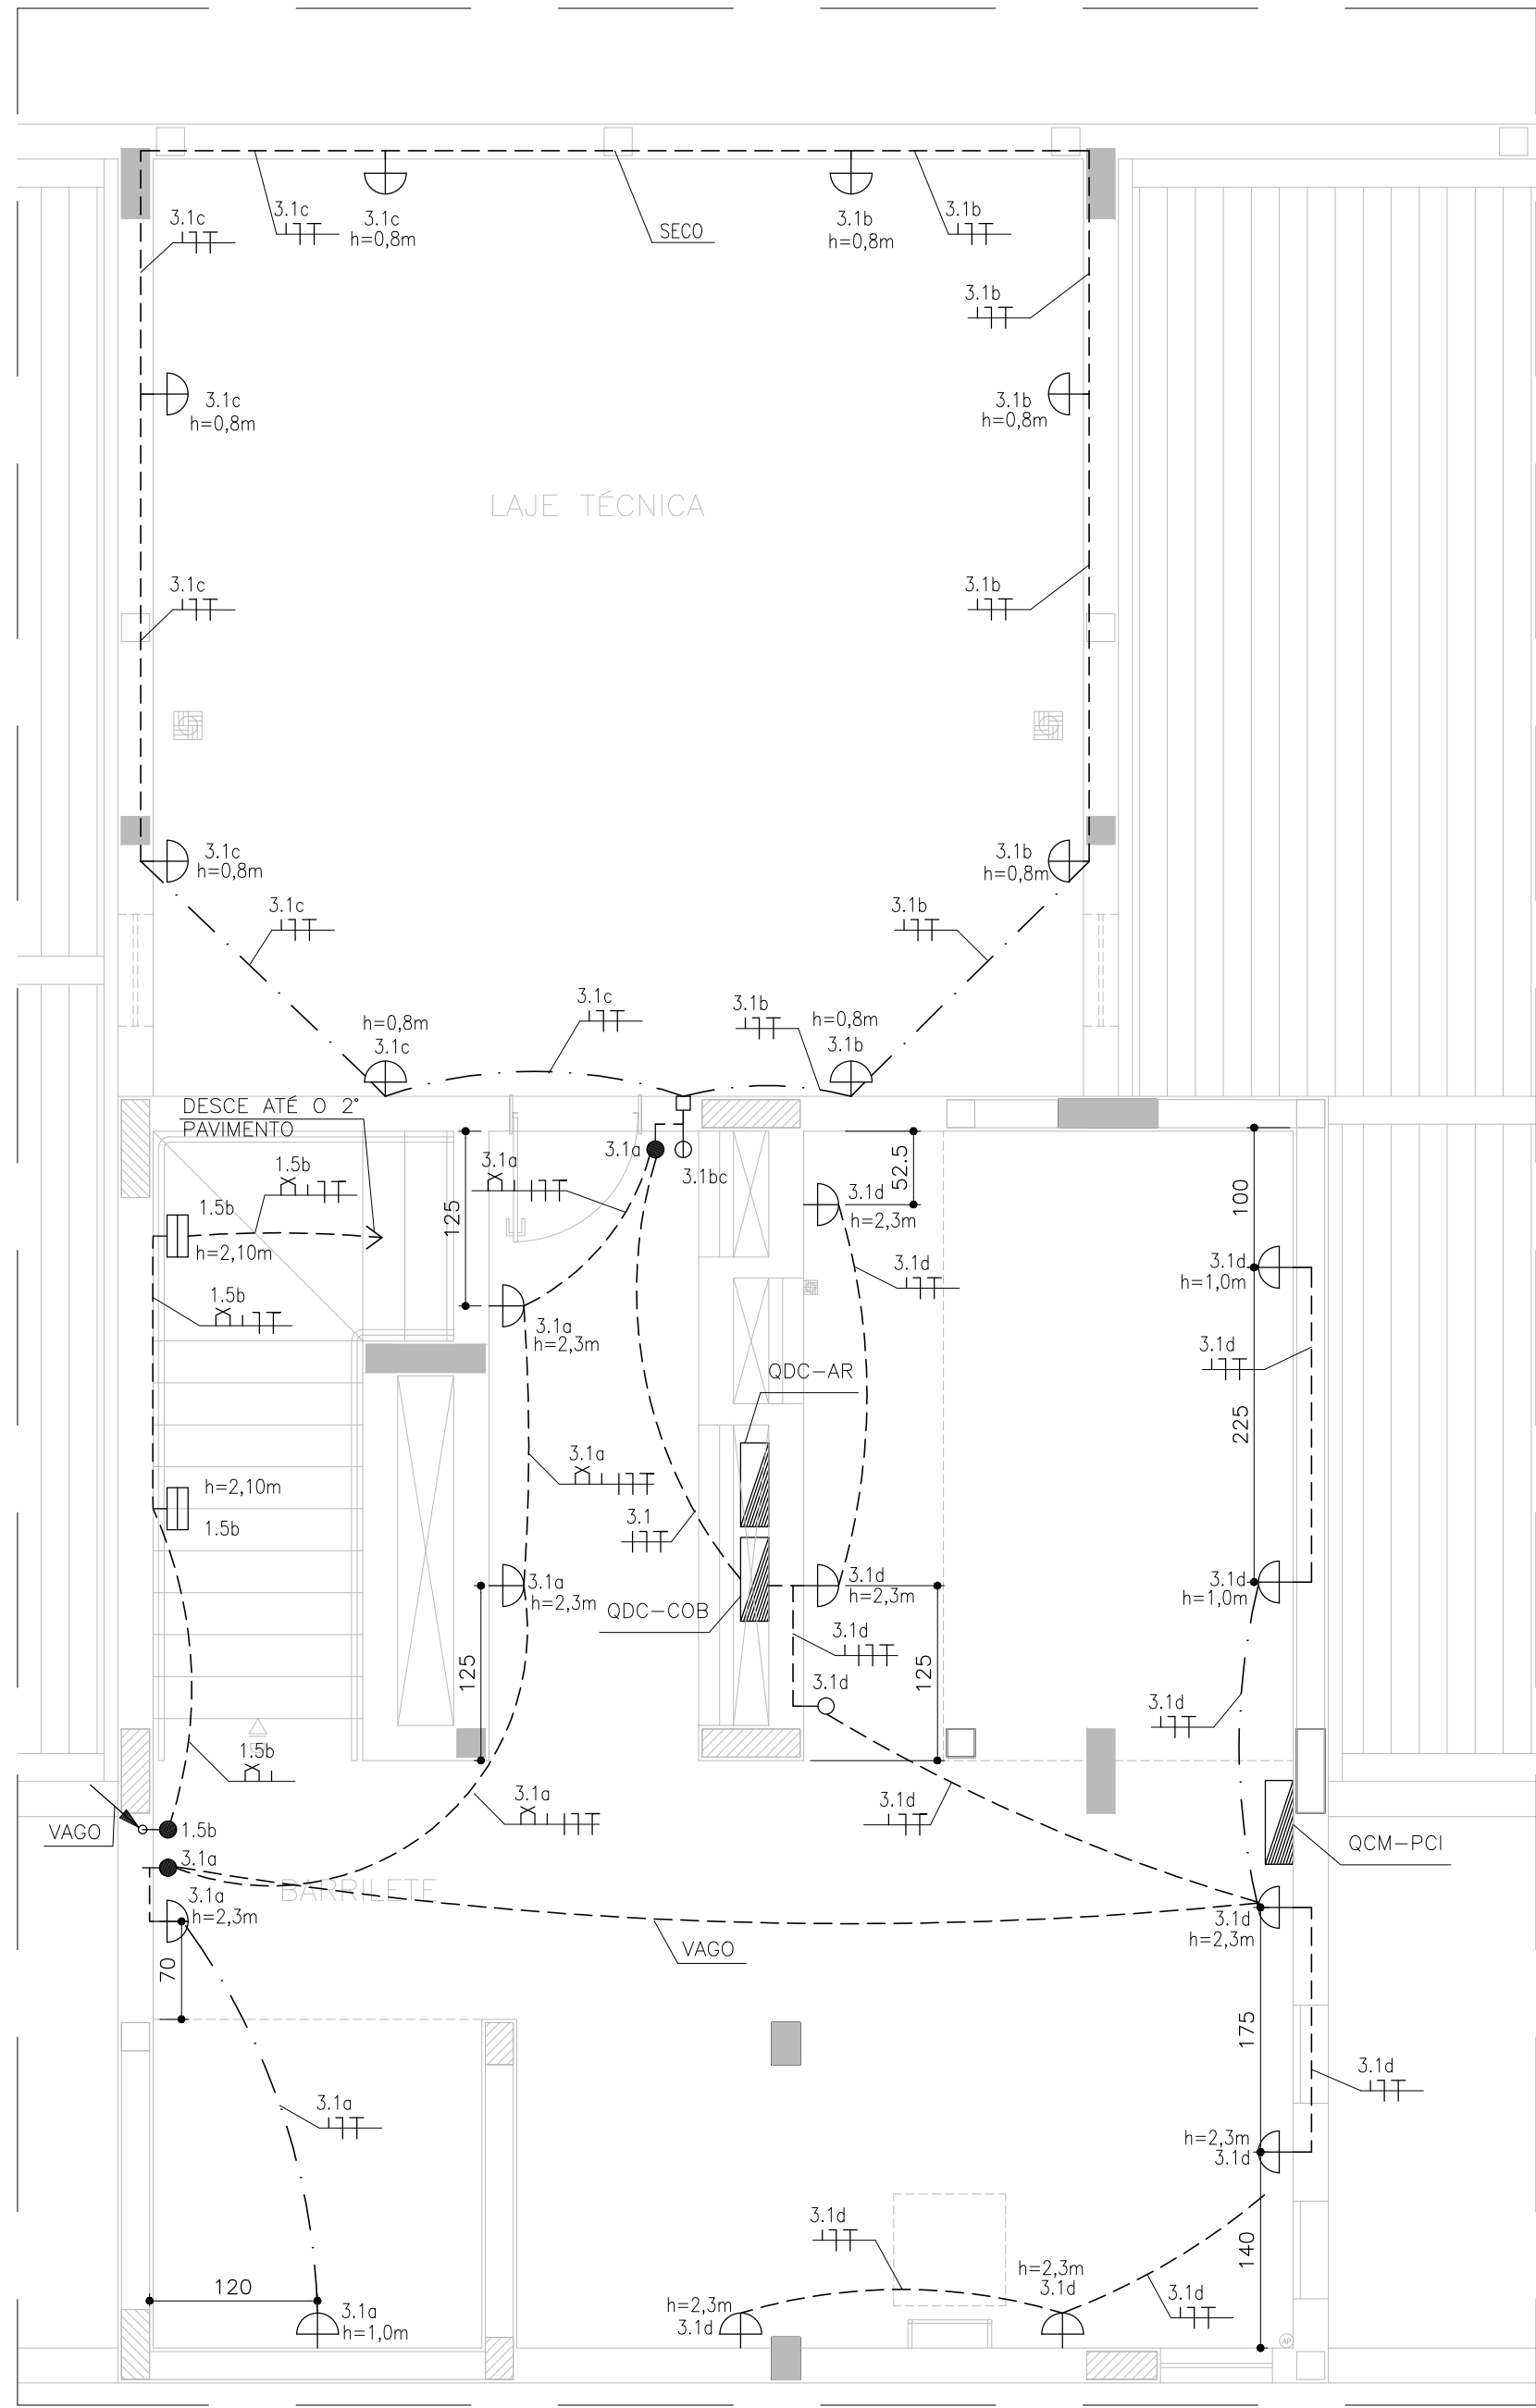 3.1c
3.1c
3.1c
h=0,8m
SECO
3.1b
h=0,8m
3.1b
3.1b
3.1c
h=0,8m
3.1b
h=0,8m
LAJE TÉCNICA
3.1c
3.1b
3.1c
h=0,8m
3.1b
h=0,8m
3.1c
3.1b
3.1c
3.1b
h=0,8m
3.1c
h=0,8m
3.1b
DESCE ATÉ O 2°
PAVIMENTO
3.1a
3.1bc
3.1a
1.5b
1.5b
h=2,10m
125
52.5
3.1d
h=2,3m
100
3.1d
h=1,0m
3.1d
1.5b
3.1a
h=2,3m
3.1d
QDC-AR
225
3.1a
h=2,10m
1.5b
3.1
3.1a
h=2,3m
QDC-COB
3.1d
h=2,3m
3.1d
h=1,0m
3.1d
125
125
3.1d
3.1d
1.5b
3.1a
3.1d
VAGO
1.5b
QCM-PCI
3.1a
BARRILETE
3.1a
h=2,3m
3.1d
h=2,3m
VAGO
70
175
3.1d
3.1a
h=2,3m
3.1d
3.1d
140
h=2,3m
3.1d
3.1d
120
h=2,3m
3.1d
3.1a
h=1,0m
AP